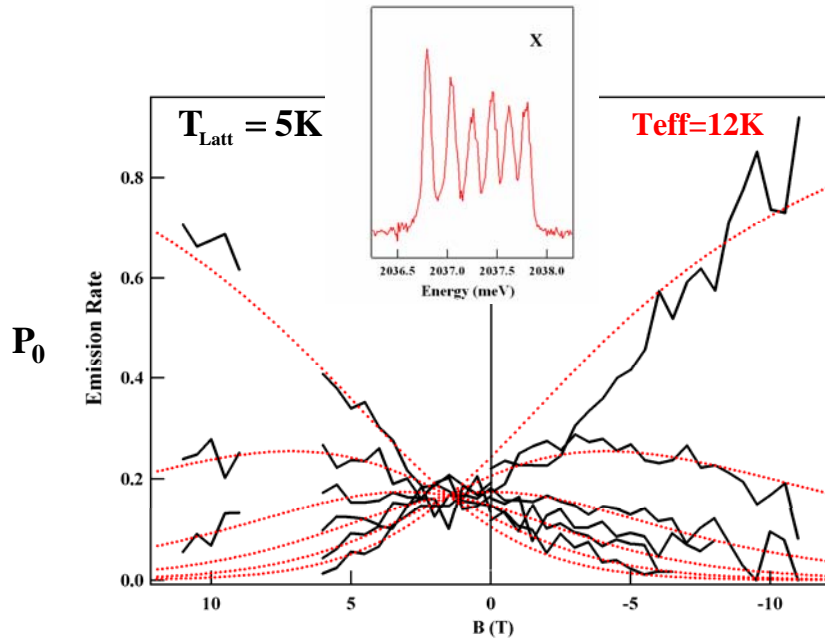 X
T_Latt = 5K
Teff=12K
2036.5 2037.0 2037.5 2038.0
Energy (meV)
P_0
Emission Rate
0.8
0.6
0.4
0.2
0.0
10 5 0 -5 -10
B (T)